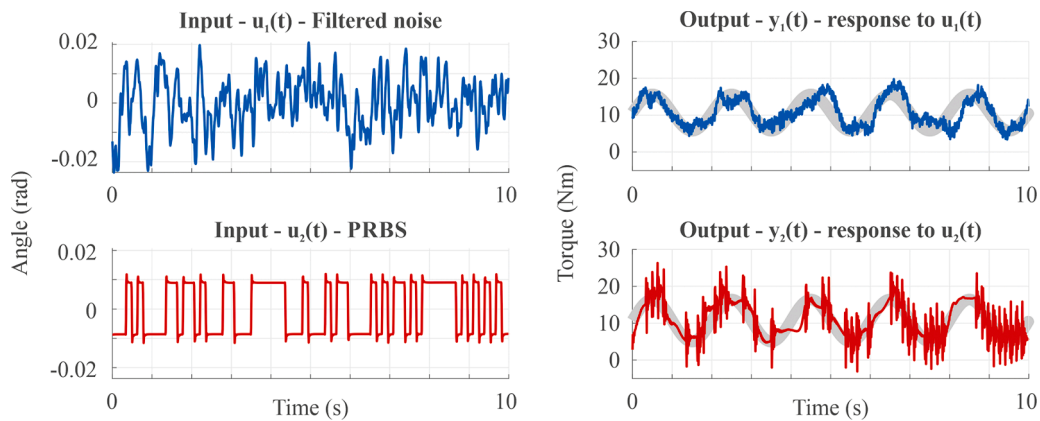 Input - u₁(t) - Filtered noise
0.02
0
-0.02
0
10
Output - y₁(t) - response to u₁(t)
30
20
10
0
0
10
Angle (rad)
Torque (Nm)
Input - u₂(t) - PRBS
0.02
0
-0.02
0
10
Time (s)
Output - y₂(t) - response to u₂(t)
30
20
10
0
0
10
Time (s)